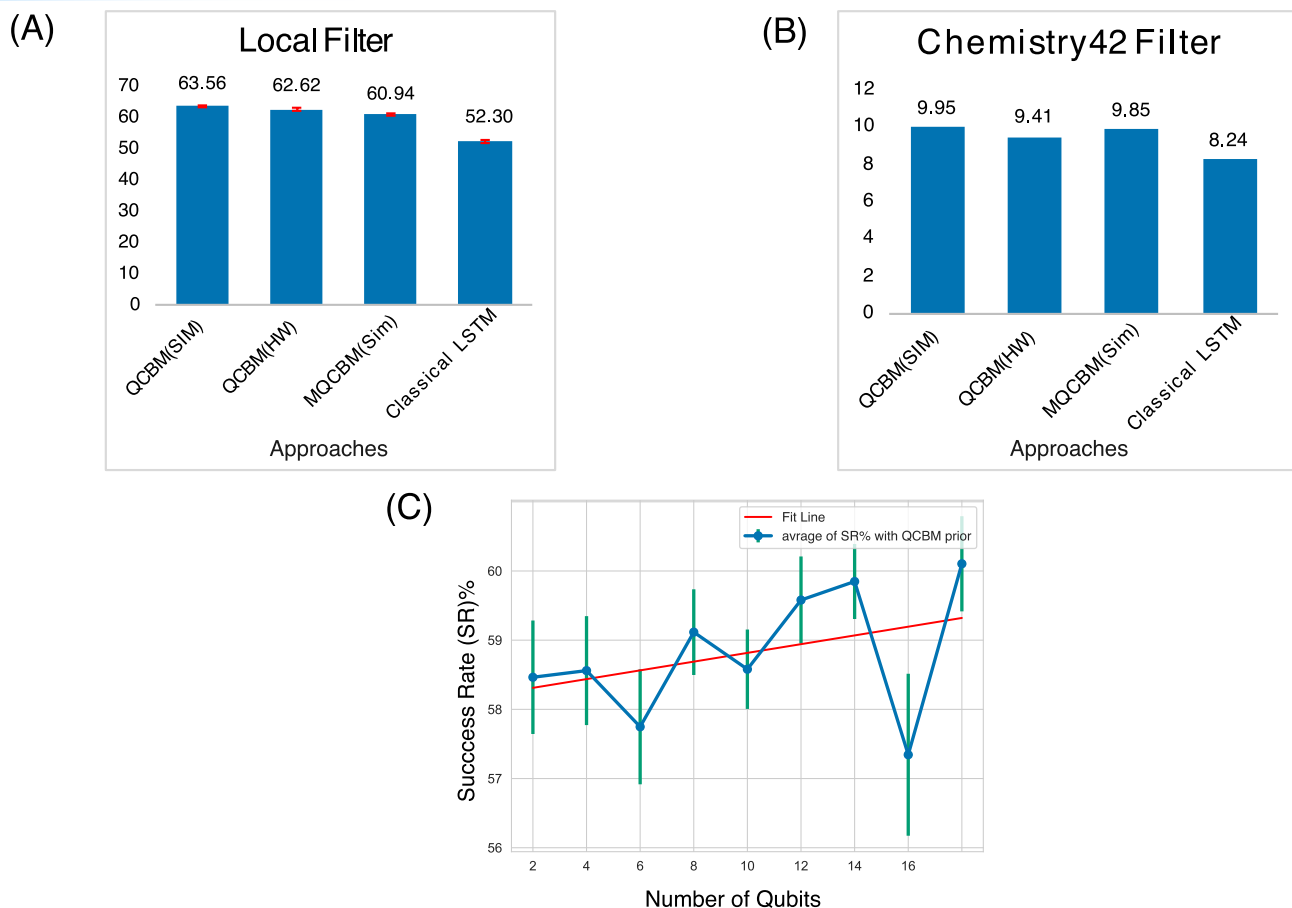 (A)
Local Filter
70
60
50
40
30
20
10
0
63.56
62.62
60.94
52.30
QCBM(SIM)
QCBM(HW)
MQCBM(Sim)
Classical LSTM
Approaches
(B)
Chemistry42 Filter
12
10
8
6
4
2
0
9.95
9.41
9.85
8.24
QCBM(SIM)
QCBM(HW)
MQCBM(Sim)
Classical LSTM
Approaches
(C)
Fit Line
avrage of SR% with QCBM prior
Succcess Rate (SR)%
60
59
58
57
56
2 4 6 8 10 12 14 16
Number of Qubits